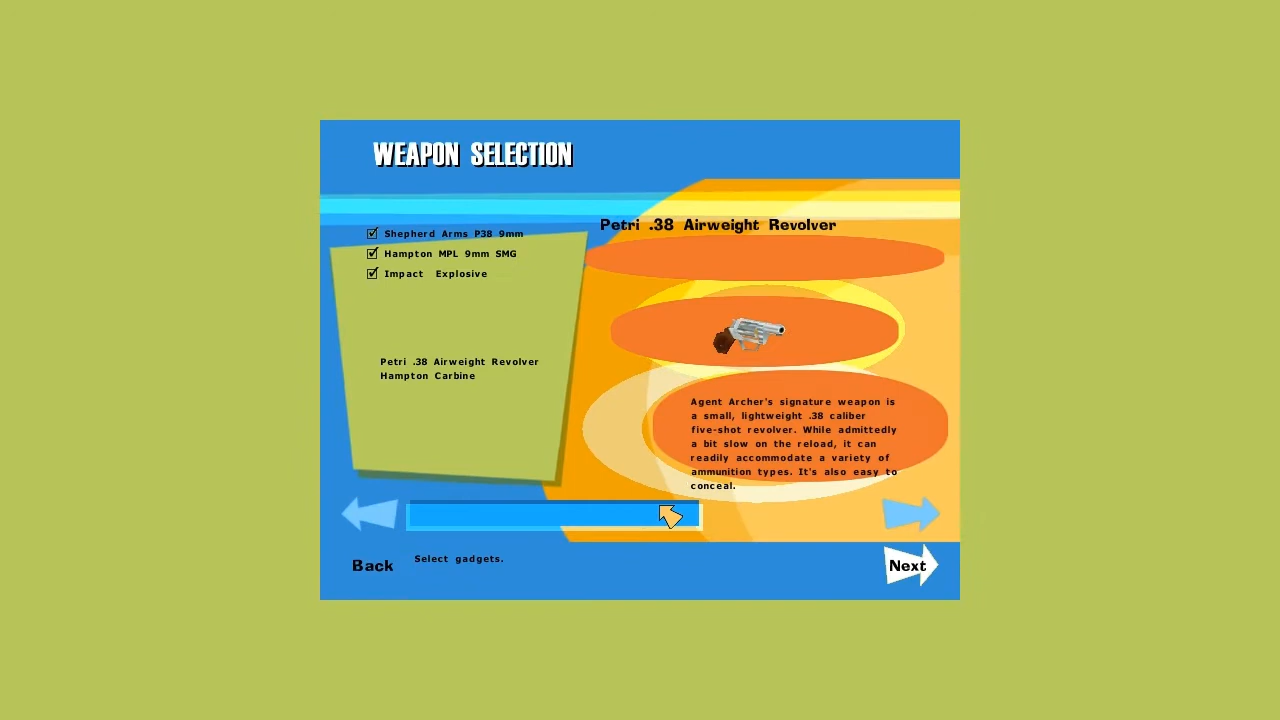 WEAPON SELECTION
Petri .38 Airweight Revolver
Shepherd Arms P38 9mm
Hampton MPL 9mm SMG
Impact Explosive
Petri .38 Airweight Revolver
Hampton Carbine
Agent Archer's signature weapon is
a small, lightweight .38 caliber
five-shot revolver. While admittedly
a bit slow on the reload, it can
readily accommodate a variety of
ammunition types. It's also easy to
conceal.
Select gadgets.
Back
Next